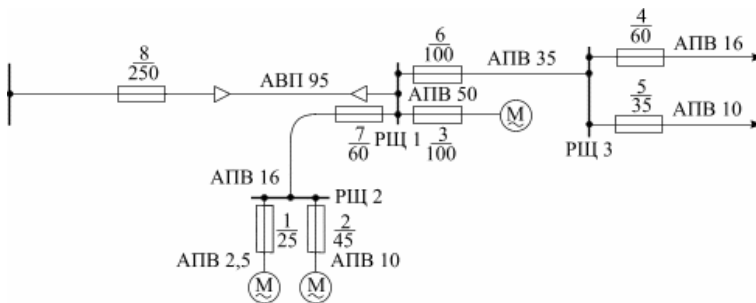 4
60
АПВ 16
6
100
АПВ 35
8
250
АВП 95
АПВ 50
5
35
АПВ 10
7
60
РЩ 1
3
100
М
РЩ 3
АПВ 16
РЩ 2
1
25
2
45
АПВ 2,5
АПВ 10
М
М